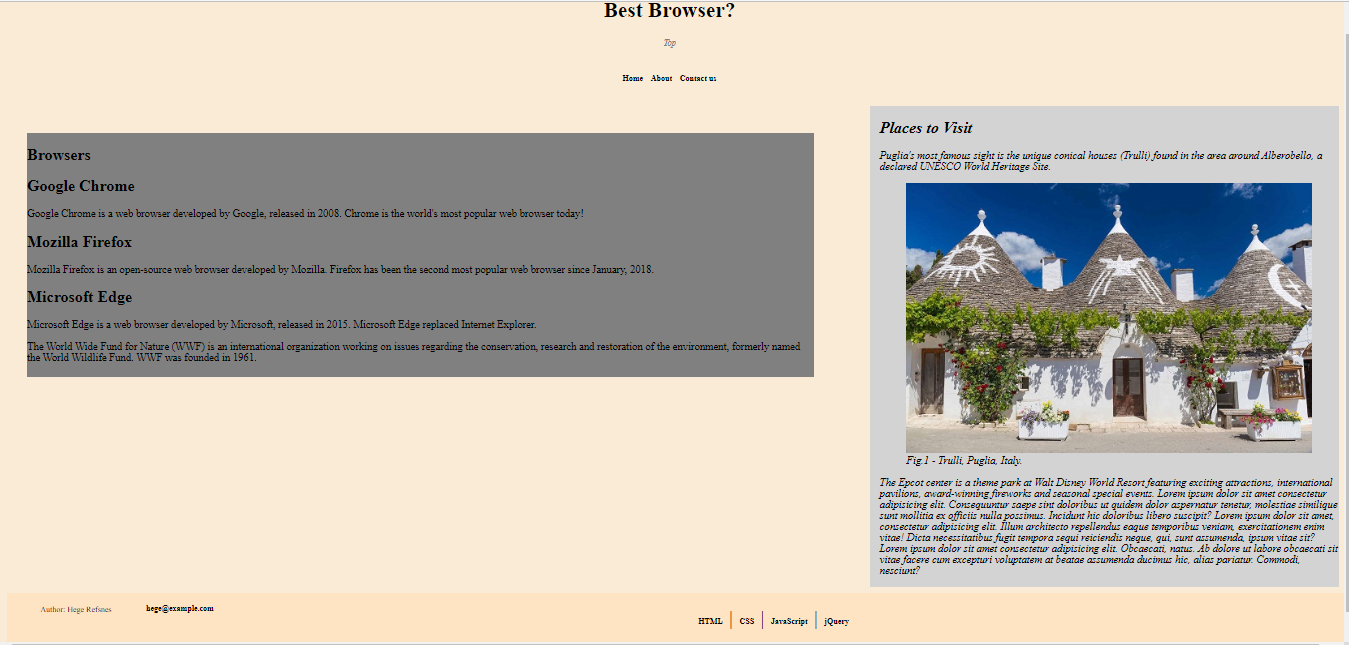 Best Browser?
Top
Home About Contact us
Browsers
Google Chrome
Google Chrome is a web browser developed by Google, released in 2008. Chrome is the world's most popular web browser today!
Mozilla Firefox
Mozilla Firefox is an open-source web browser developed by Mozilla. Firefox has been the second most popular web browser since January, 2018.
Microsoft Edge
Microsoft Edge is a web browser developed by Microsoft, released in 2015. Microsoft Edge replaced Internet Explorer.
The World Wide Fund for Nature (WWF) is an international organization working on issues regarding the conservation, research and restoration of the environment, formerly named
the World Wildlife Fund. WWF was founded in 1961.
Places to Visit
Puglia's most famous sight is the unique conical houses (Trulli) found in the area around Alberobello, a
declared UNESCO World Heritage Site.
Fig.1 - Trulli, Puglia, Italy.
The Epcot center is a theme park at Walt Disney World Resort featuring exciting attractions, international
pavilions, award-winning fireworks and seasonal special events. Lorem ipsum dolor sit amet consectetur
adipisicing elit. Consequuntur saepe sint doloribus ut quidem dolor aspernatur tenetur, molestiae similique
sunt mollitia ex officiis nulla possimus. Incidunt hic doloribus libero suscipit? Lorem ipsum dolor sit amet,
consectetur adipisicing elit. Illum architecto repellendus eaque temporibus veniam, exercitationem enim
vitae! Dicta necessitatibus fugit tempora sequi reiciendis neque, qui, sunt assumenda, ipsum vitae sit?
Lorem ipsum dolor sit amet consectetur adipisicing elit. Obcaecati, natus. Ab dolore ut labore obcaecati sit
vitae facere cum excepturi voluptatem at beatae assumenda ducimus hic, alias pariatur. Commodi,
nesciunt?
Author: Hege Refsnes hege@example.com
HTML CSS JavaScript jQuery